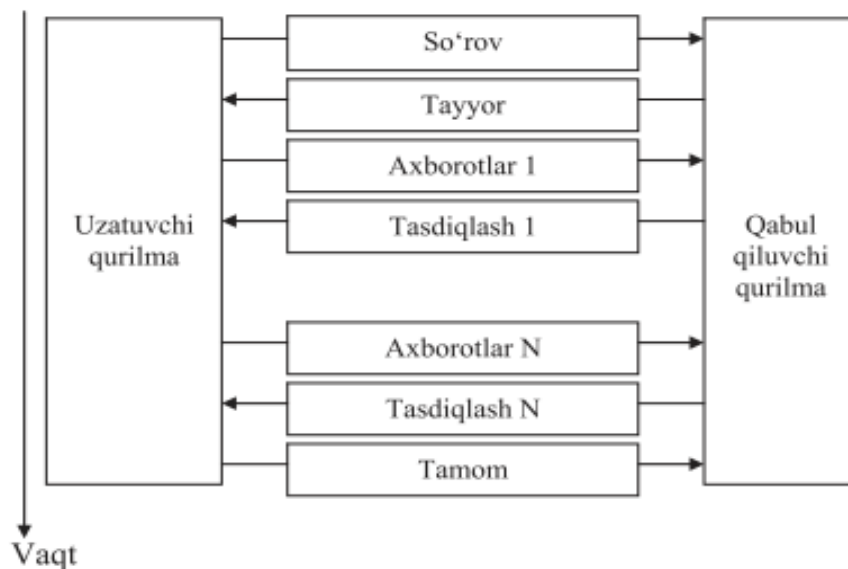 So‘rov
Tayyor
Axborotlar 1
Tasdiqlash 1
Uzatuvchi
qurilma
Qabul
qiluvchi
qurilma
Axborotlar N
Tasdiqlash N
Tamom
Vaqt